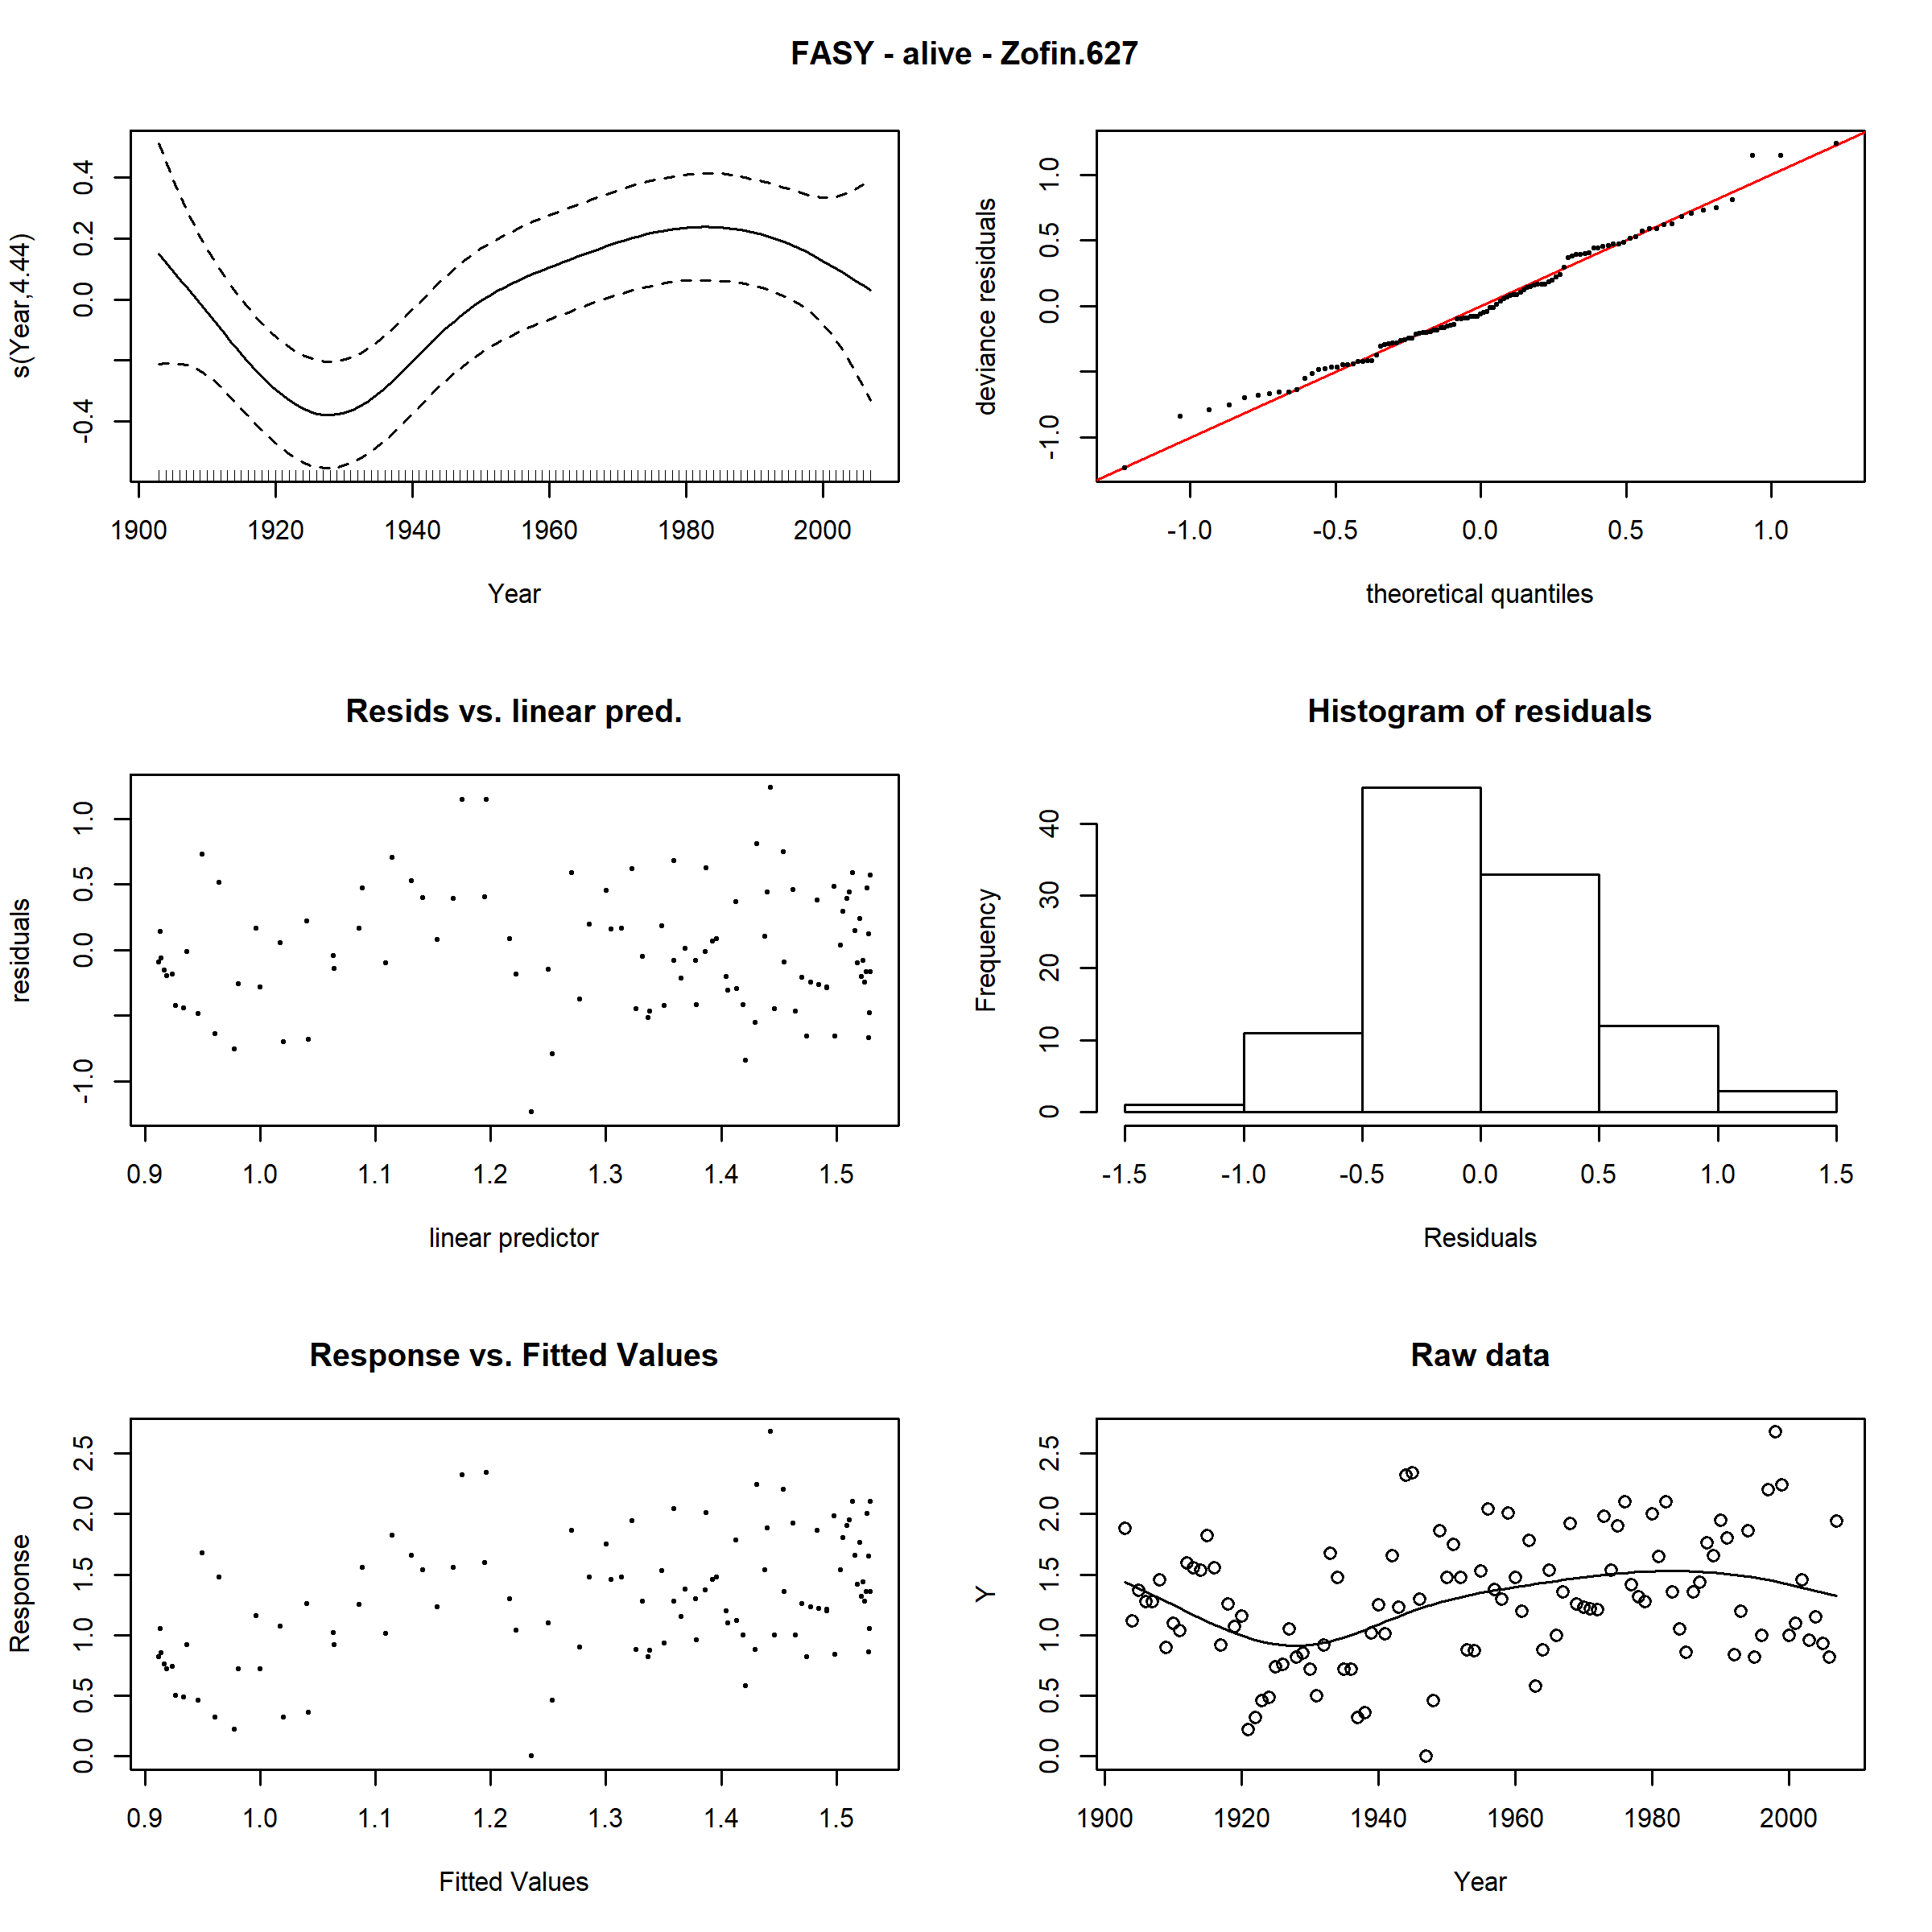 FASY - alive - Zofin.627
s(Year,4.44)
-0.4 0.0 0.2 0.4
1900 1920 1940 1960 1980 2000
Year
deviance residuals
-1.0 0.0 0.5 1.0
-1.0 -0.5 0.0 0.5 1.0
theoretical quantiles
Resids vs. linear pred.
residuals
-1.0 0.0 0.5 1.0
0.9 1.0 1.1 1.2 1.3 1.4 1.5
linear predictor
Histogram of residuals
Frequency
0 10 20 30 40
-1.5 -1.0 -0.5 0.0 0.5 1.0 1.5
Residuals
Response vs. Fitted Values
Response
0.0 0.5 1.0 1.5 2.0 2.5
0.9 1.0 1.1 1.2 1.3 1.4 1.5
Fitted Values
Raw data
Y
0.0 0.5 1.0 1.5 2.0 2.5
1900 1920 1940 1960 1980 2000
Year